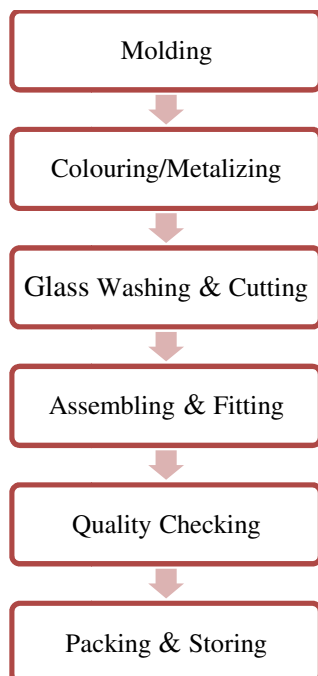 Molding
Colouring/Metalizing
Glass Washing & Cutting
Assembling & Fitting
Quality Checking
Packing & Storing